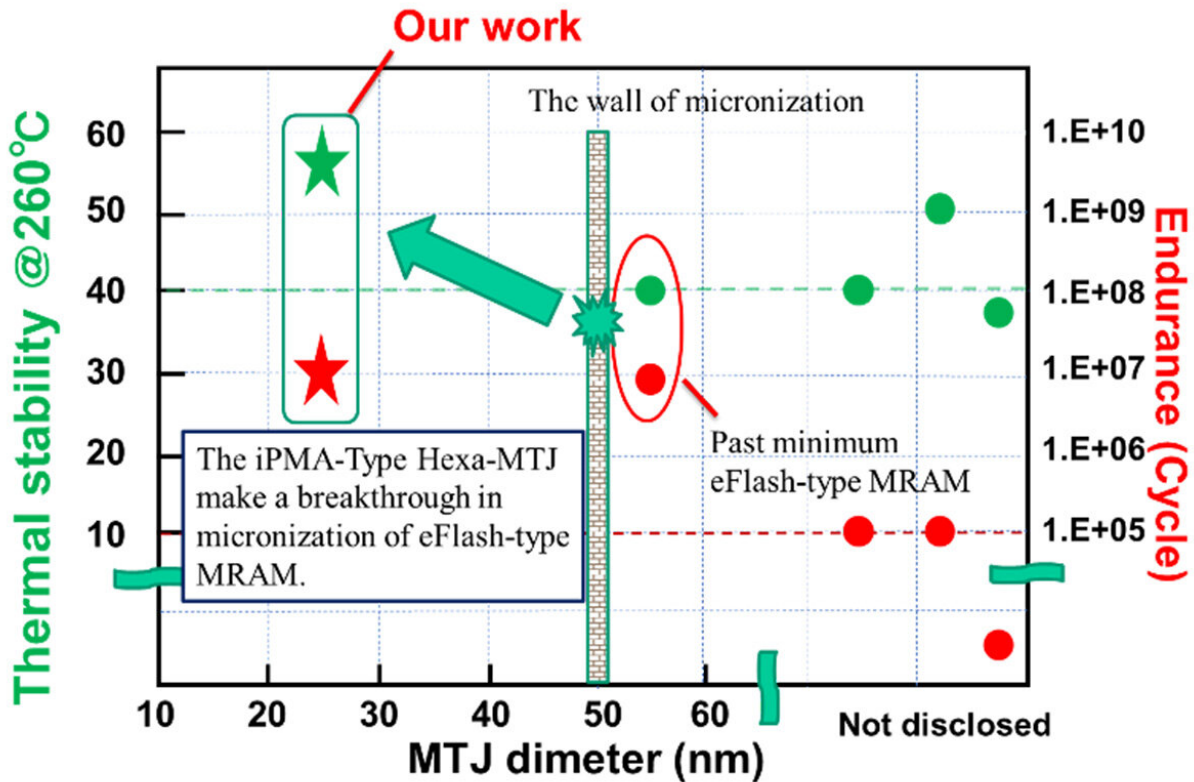 Our work
The wall of micronization
Thermal stability @260°C
60
50
40
30
20
10
1.E+10
1.E+09
1.E+08
1.E+07
1.E+06
1.E+05
Endurance (Cycle)
The iPMA-Type Hexa-MTJ
make a breakthrough in
micronization of eFlash-type
MRAM.
Past minimum
eFlash-type MRAM
10
20
30
40
50
60
Not disclosed
MTJ dimeter (nm)